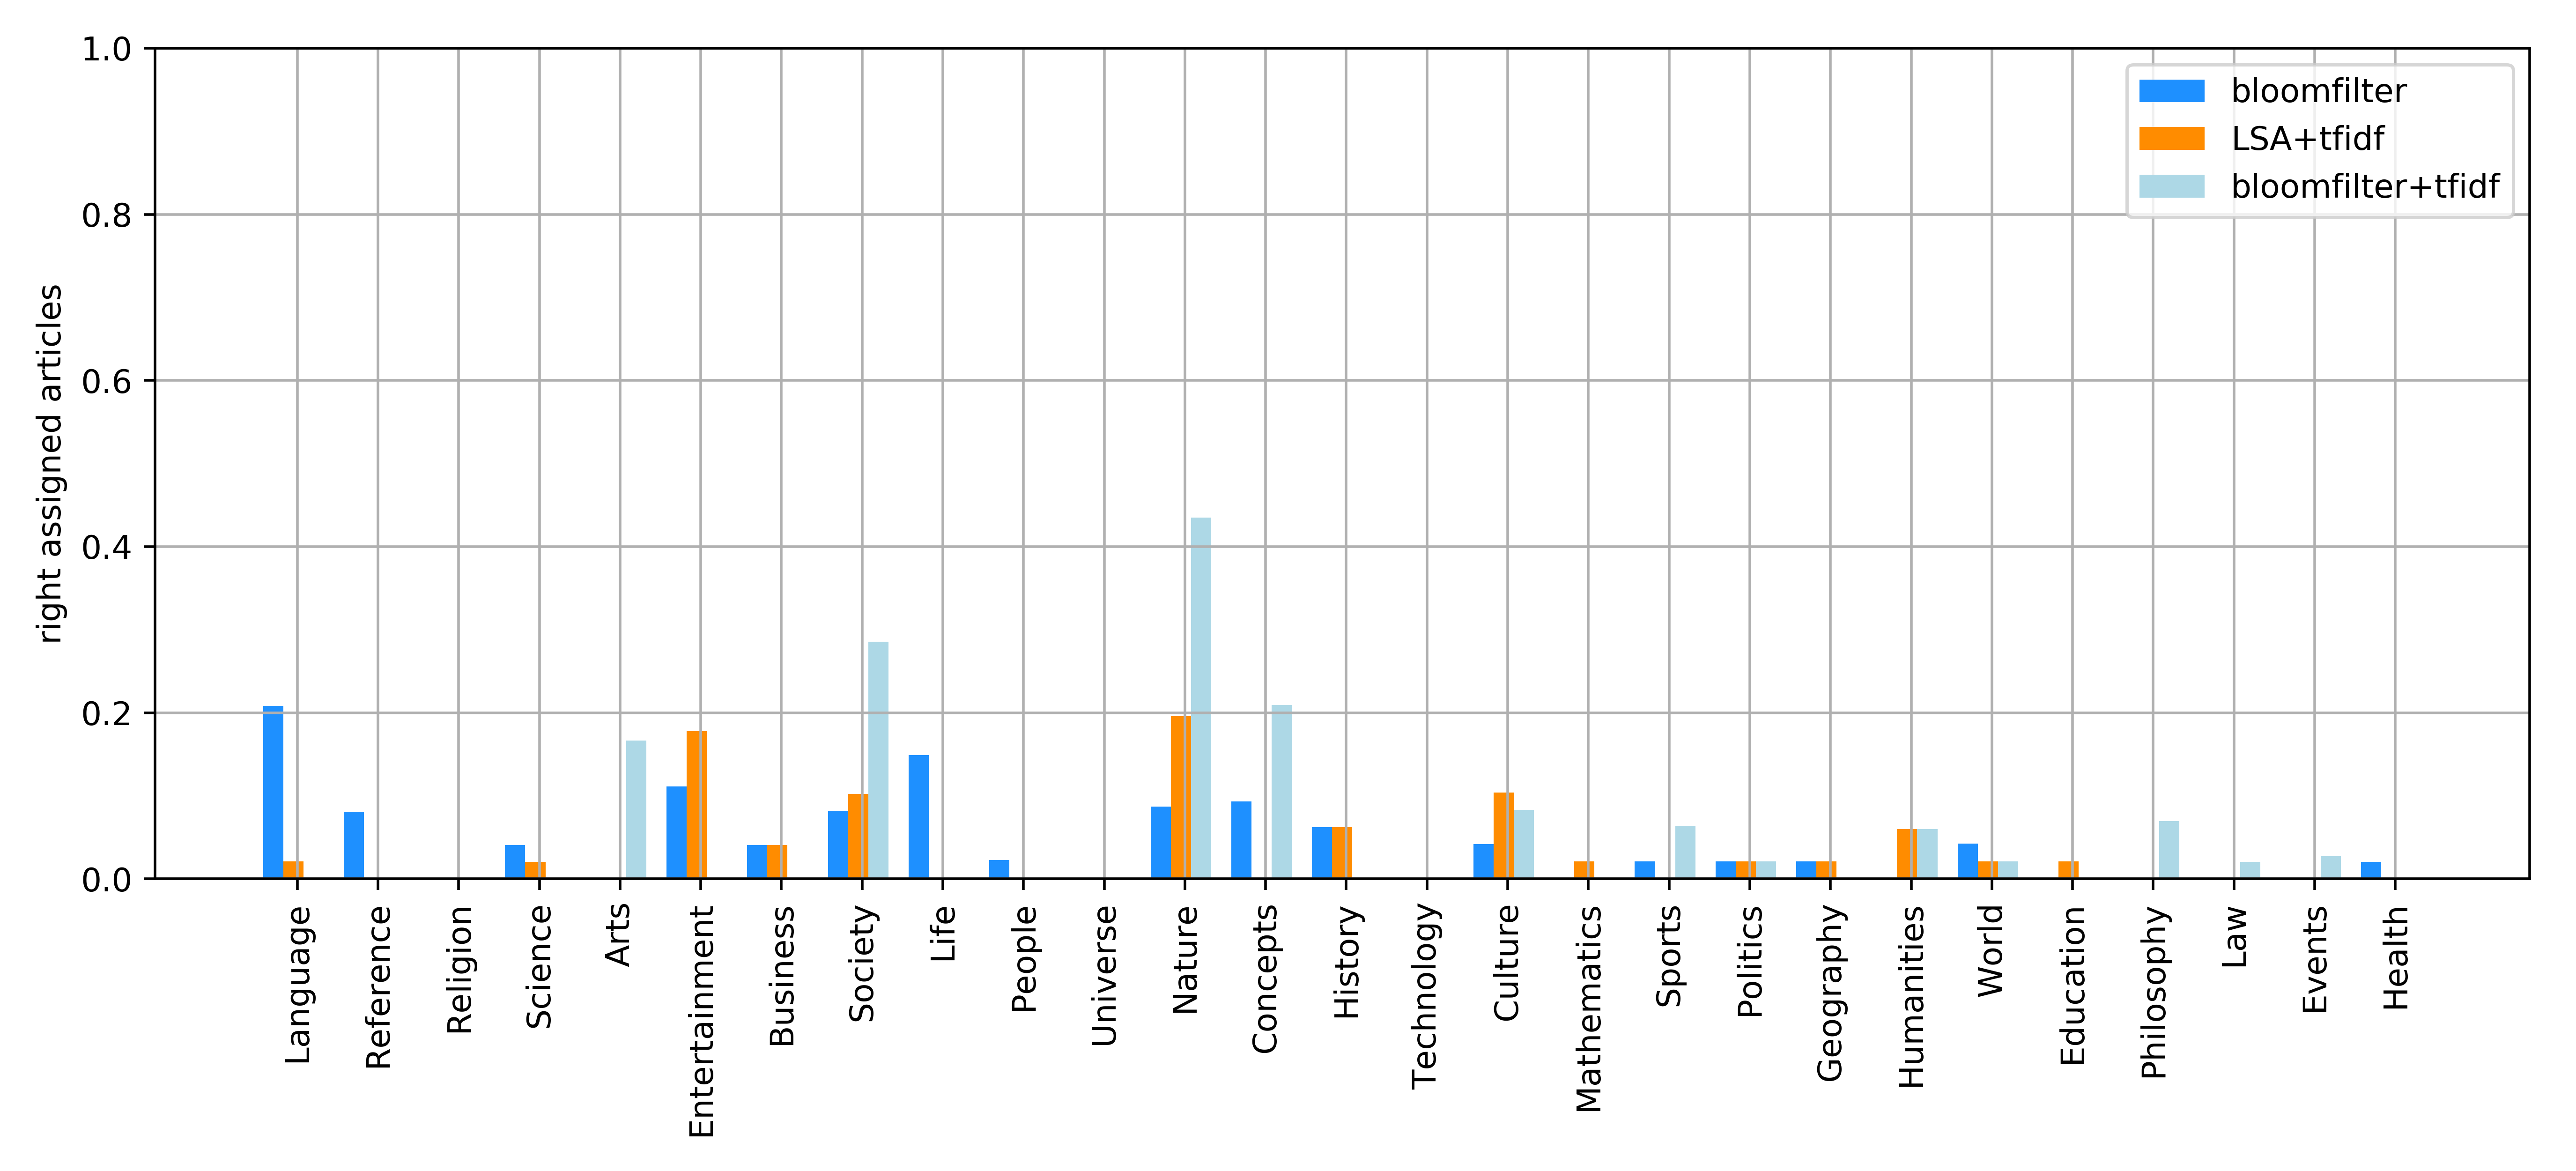 1.0
0.8
0.6
0.4
0.2
0.0
right assigned articles
bloomfilter
LSA+tfidf
bloomfilter+tfidf
Language
Reference
Religion
Science
Arts
Entertainment
Business
Society
Life
People
Universe
Nature
Concepts
History
Technology
Culture
Mathematics
Sports
Politics
Geography
Humanities
World
Education
Philosophy
Law
Events
Health